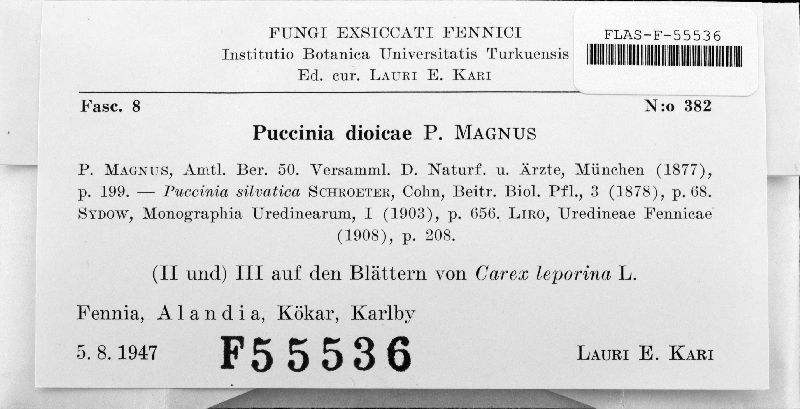 FUNGI EXSICCATI FENNICI
Institutio Botanica Universitatis Turkuensis
Ed. cur. LAURI E. KARI
FLAS-F-55536
Fasc. 8
N:o 382
Puccinia dioicae P. MAGNUS
P. MAGNUS, Amtl. Ber. 50. Versamml. D. Naturf. u. Ärzte, München (1877),
p. 199. — Puccinia silvatica SCHROETER, Cohn, Beitr. Biol. Pfl., 3 (1878), p. 68.
SYDOW, Monographia Uredinearum, I (1903), p. 656. LIRO, Uredineae Fennicae
(1908), p. 208.
(II und) III auf den Blättern von Carex leporina L.
Fennia, Alandia, Kökar, Karlby
5. 8. 1947
F55536
LAURI E. KARI